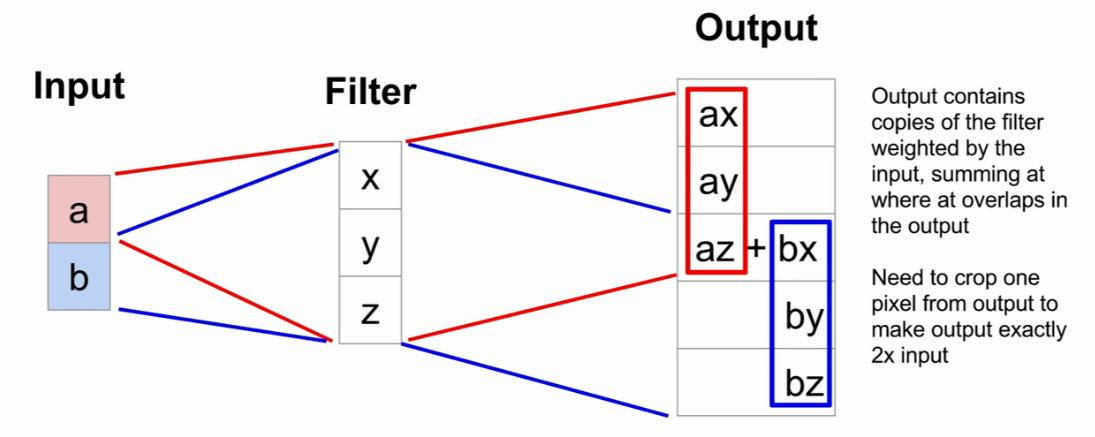 Input
Filter
Output
a
b
x
y
z
ax
ay
az + bx
by
bz
Output contains
copies of the filter
weighted by the
input, summing at
where at overlaps in
the output
Need to crop one
pixel from output to
make output exactly
2x input